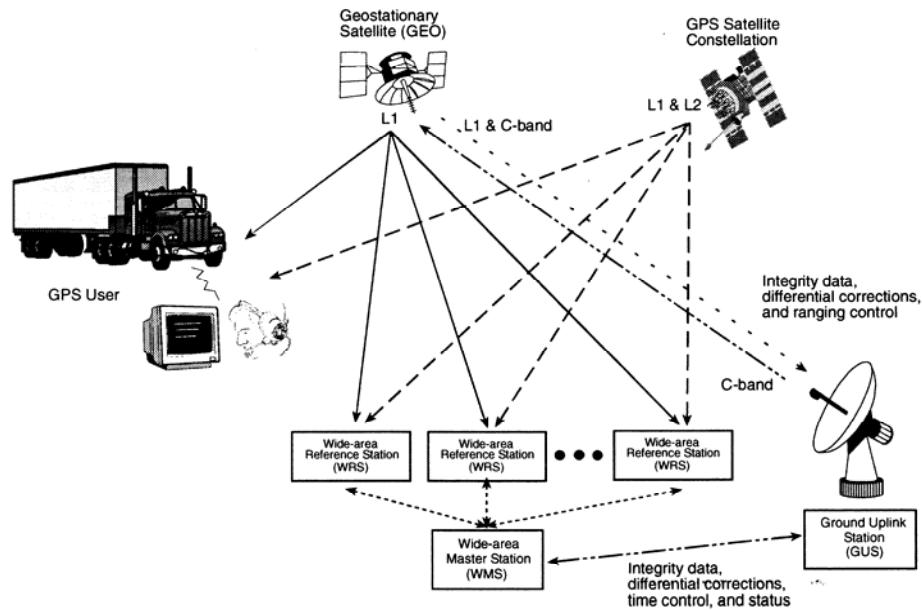 Geostationary
Satellite (GEO)
GPS Satellite
Constellation
L1
L1 & C-band
L1 & L2
GPS User
Integrity data,
differential corrections,
and ranging control
C-band
Wide-area
Reference Station
(WRS)
Wide-area
Reference Station
(WRS)
Wide-area
Reference Station
(WRS)
Wide-area
Master Station
(WMS)
Ground Uplink
Station
(GUS)
Integrity data,
differential corrections,
time control, and status